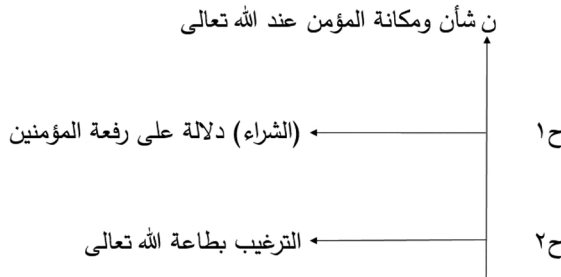 ن شأن ومكانة المؤمن عند الله تعالى
ح١ (الشراء) دلالة على رفعة المؤمنين
ح٢ الترغيب بطاعة الله تعالى